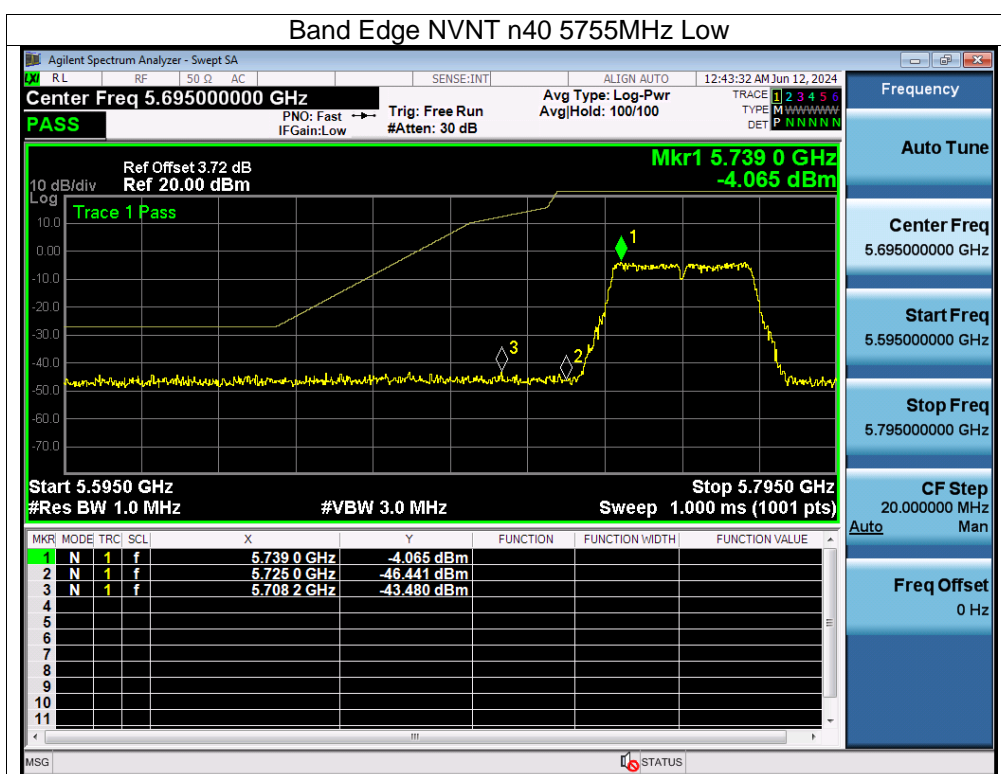 Band Edge NVNT n40 5755MHz Low
Agilent Spectrum Analyzer - Swept SA
LXI RL RF 50 Ω AC SENSE:INT ALIGN AUTO 12:43:32 AM Jun 12, 2024
Center Freq 5.695000000 GHz
PASS
PNO: Fast
IFGain:Low
Trig: Free Run
#Atten: 30 dB
Avg Type: Log-Pwr
Avg|Hold: 100/100
TRACE 1 2 3 4 5 6
TYPE M WWWWW
DET P N N N N N
Mkr1 5.739 0 GHz
-4.065 dBm
Ref Offset 3.72 dB
10 dB/div Ref 20.00 dBm
Log
Trace 1 Pass
10.0
0.00
-10.0
-20.0
-30.0
-40.0
-50.0
-60.0
-70.0
1
2
3
Start 5.5950 GHz Stop 5.7950 GHz
#Res BW 1.0 MHz #VBW 3.0 MHz Sweep 1.000 ms (1001 pts)
MKR MODE TRC SCL X Y FUNCTION FUNCTION WIDTH FUNCTION VALUE
1 N 1 f 5.739 0 GHz -4.065 dBm
2 N 1 f 5.725 0 GHz -46.441 dBm
3 N 1 f 5.708 2 GHz -43.480 dBm
4
5
6
7
8
9
10
11
MSG STATUS
Frequency
Auto Tune
Center Freq
5.695000000 GHz
Start Freq
5.595000000 GHz
Stop Freq
5.795000000 GHz
CF Step
20.000000 MHz
Auto Man
Freq Offset
0 Hz